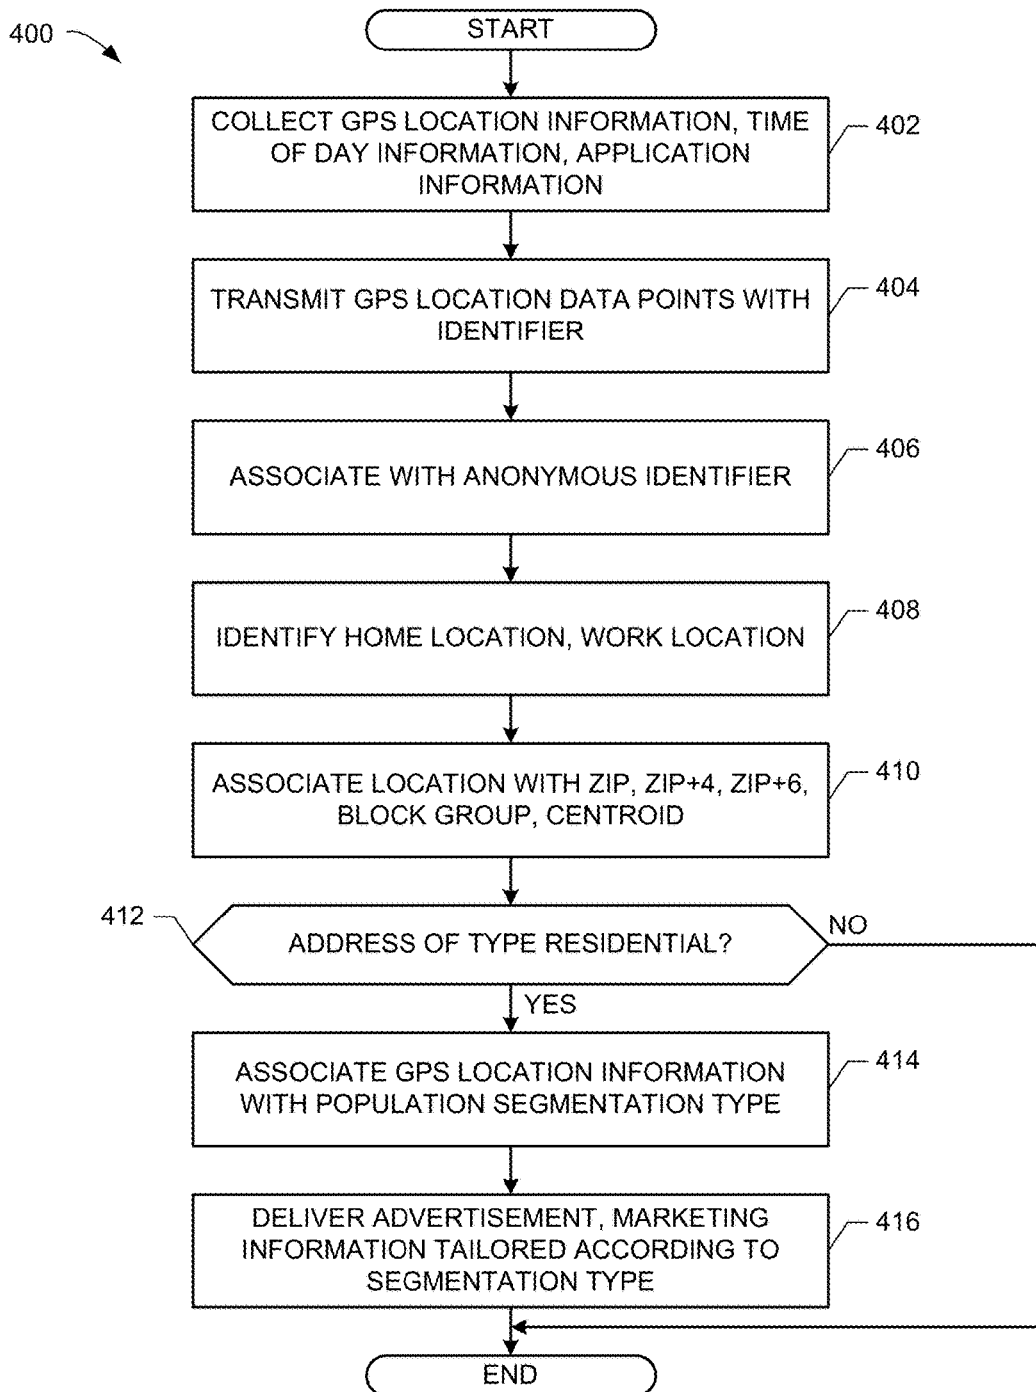 400
START
COLLECT GPS LOCATION INFORMATION, TIME
OF DAY INFORMATION, APPLICATION
INFORMATION
402
TRANSMIT GPS LOCATION DATA POINTS WITH
IDENTIFIER
404
ASSOCIATE WITH ANONYMOUS IDENTIFIER
406
IDENTIFY HOME LOCATION, WORK LOCATION
408
ASSOCIATE LOCATION WITH ZIP, ZIP+4, ZIP+6,
BLOCK GROUP, CENTROID
410
412
ADDRESS OF TYPE RESIDENTIAL?
NO
YES
ASSOCIATE GPS LOCATION INFORMATION
WITH POPULATION SEGMENTATION TYPE
414
DELIVER ADVERTISEMENT, MARKETING
INFORMATION TAILORED ACCORDING TO
SEGMENTATION TYPE
416
END